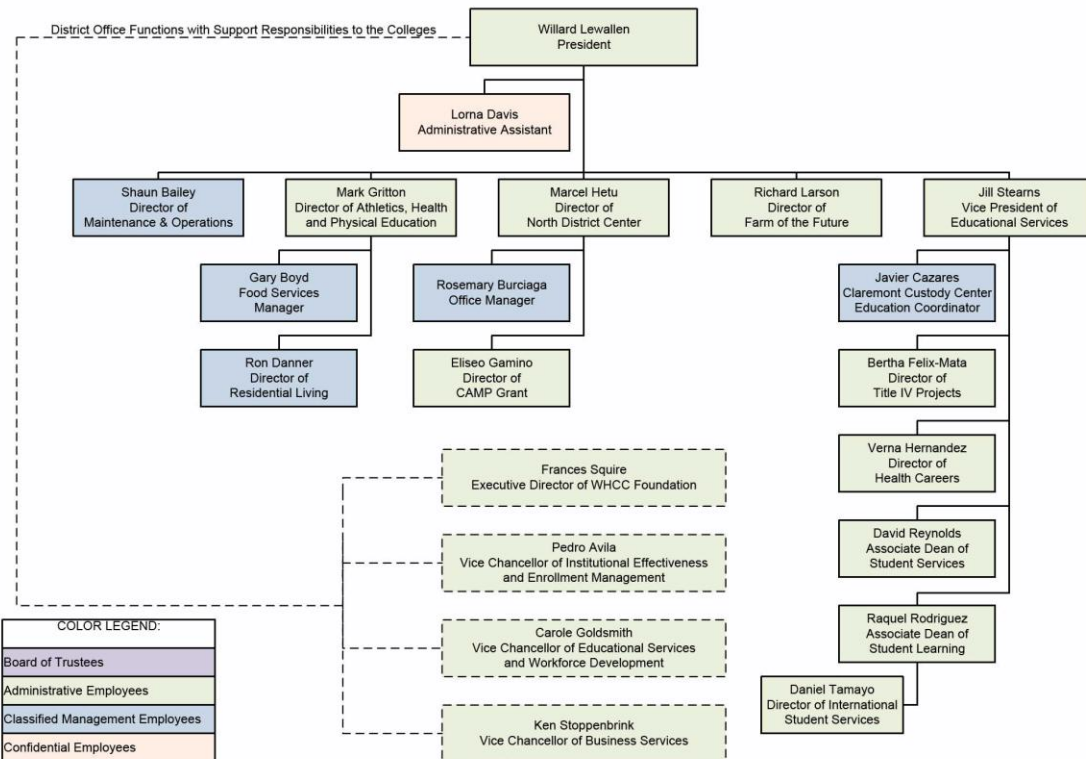 District Office Functions with Support Responsibilities to the Colleges
Willard Lewallen
President
Lorna Davis
Administrative Assistant
Shaun Bailey
Director of
Maintenance & Operations
Mark Gritton
Director of Athletics, Health
and Physical Education
Marcel Hetu
Director of
North District Center
Richard Larson
Director of
Farm of the Future
Jill Stearns
Vice President of
Educational Services
Gary Boyd
Food Services
Manager
Rosemary Burciaga
Office Manager
Javier Cazares
Claremont Custody Center
Education Coordinator
Ron Danner
Director of
Residential Living
Eliseo Gamino
Director of
CAMP Grant
Bertha Felix-Mata
Director of
Title IV Projects
Verna Hernandez
Director of
Health Careers
Frances Squire
Executive Director of WHCC Foundation
David Reynolds
Associate Dean of
Student Services
Pedro Avila
Vice Chancellor of Institutional Effectiveness
and Enrollment Management
Raquel Rodriguez
Associate Dean of
Student Learning
Carole Goldsmith
Vice Chancellor of Educational Services
and Workforce Development
Daniel Tamayo
Director of International
Student Services
Ken Stoppenbrink
Vice Chancellor of Business Services
COLOR LEGEND:
Board of Trustees
Administrative Employees
Classified Management Employees
Confidential Employees